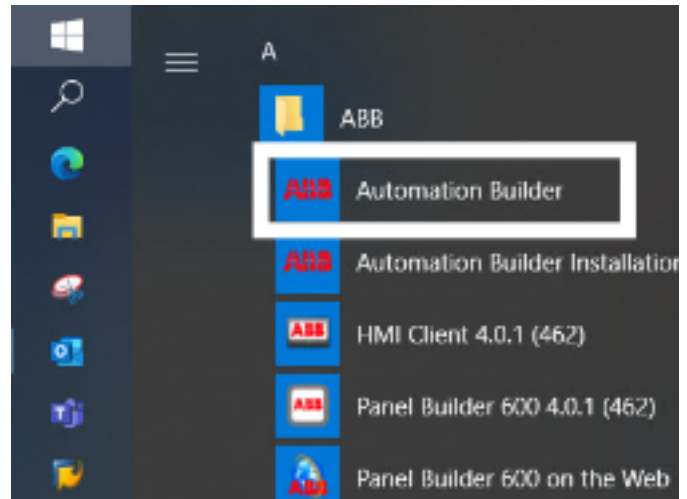 A
ABB
ABB Automation Builder
ABB Automation Builder Installation
ABB HMI Client 4.0.1 (462)
ABB Panel Builder 600 4.0.1 (462)
ABB Panel Builder 600 on the Web